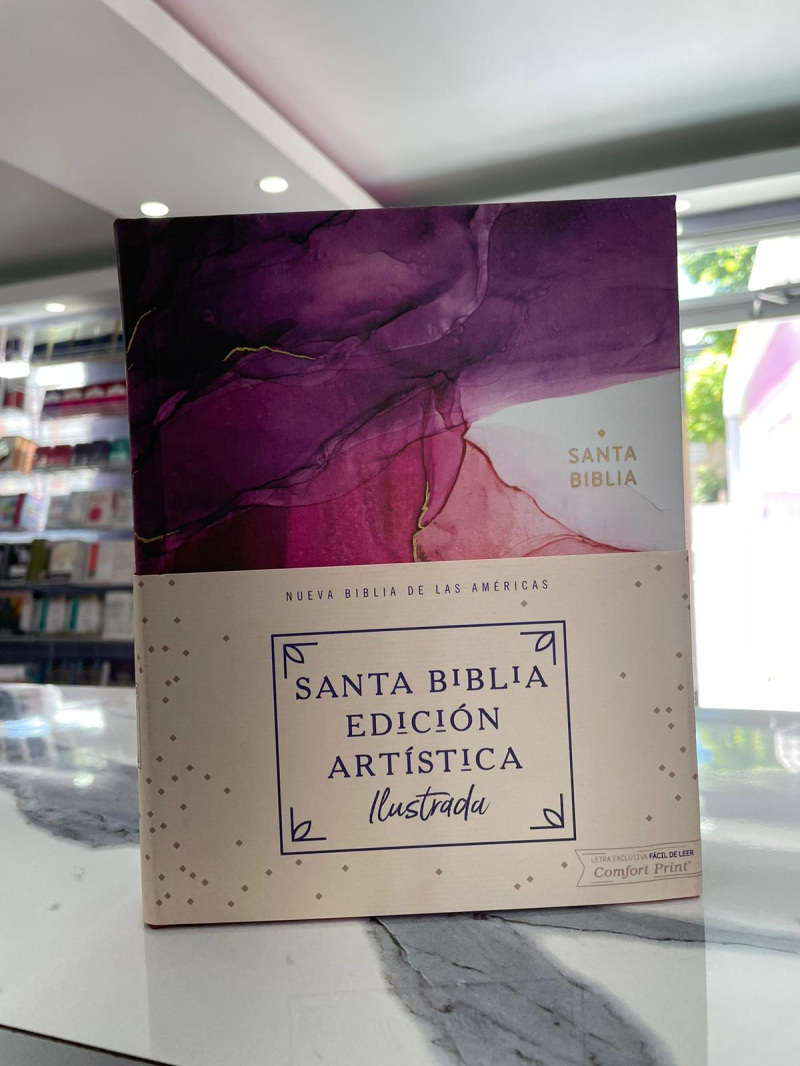 SANTA
BIBLIA
NUEVA BIBLIA DE LAS AMÉRICAS
SANTA BIBLIA
EDICIÓN
ARTÍSTICA
Ilustrada
LETRA EXCLUSIVA FÁCIL DE LEER
Comfort Print®